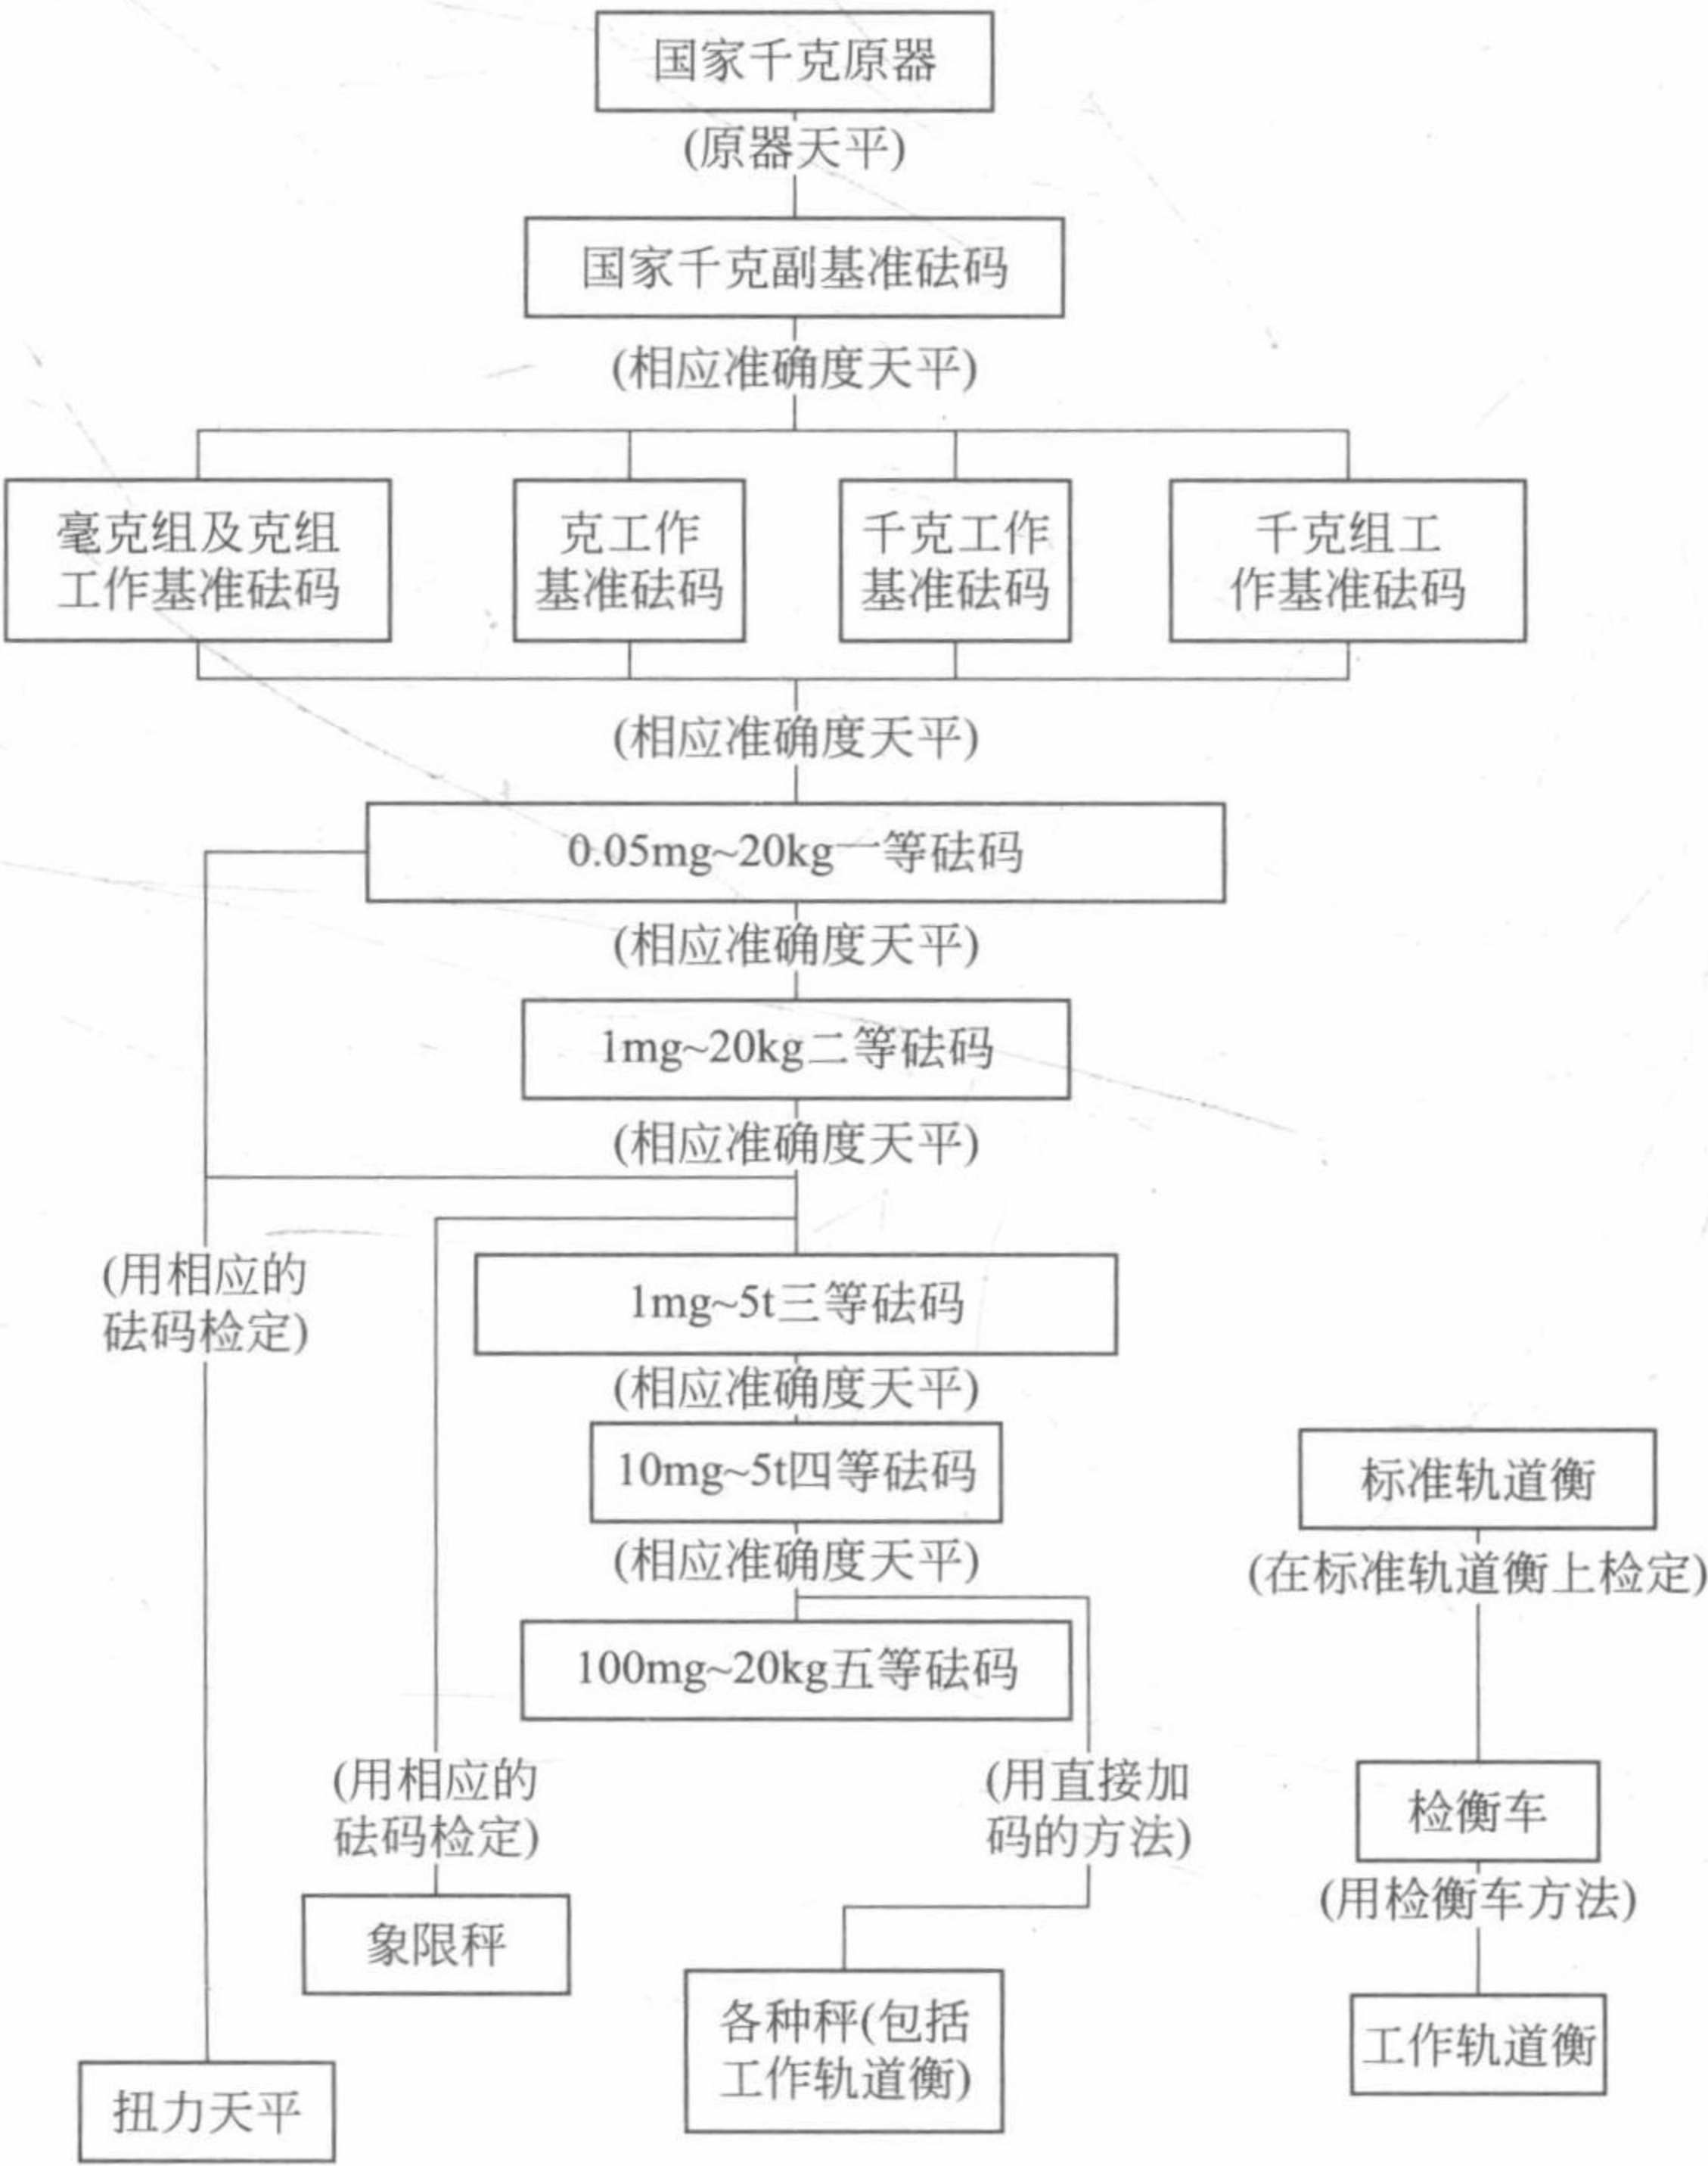 国家千克原器
(原器天平)
国家千克副基准砝码
(相应准确度天平)
毫克组及克组
工作基准砝码
克工作
基准砝码
千克工作
基准砝码
千克组工
作基准砝码
(相应准确度天平)
0.05mg~20kg一等砝码
(相应准确度天平)
1mg~20kg二等砝码
(相应准确度天平)
(用相应的
砝码检定)
1mg~5t三等砝码
(相应准确度天平)
10mg~5t四等砝码
(相应准确度天平)
100mg~20kg五等砝码
标准轨道衡
(在标准轨道衡上检定)
(用相应的
砝码检定)
(用直接加
码的方法)
检衡车
(用检衡车方法)
象限秤
各种秤(包括
工作轨道衡)
工作轨道衡
扭力天平